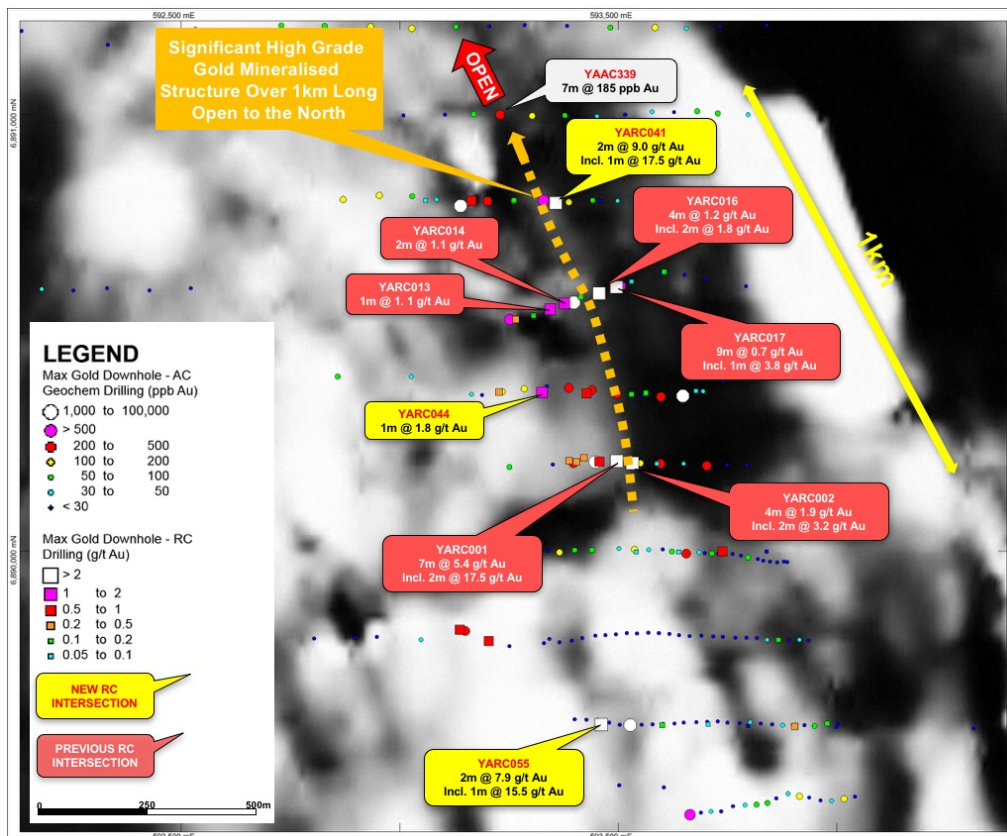 592,500 mE
593,500 mE
Significant High Grade
Gold Mineralised
Structure Over 1km Long
Open to the North
OPEN
YAAC339
7m @ 185 ppb Au
6,891,000 mN
YARC041
2m @ 9.0 g/t Au
Incl. 1m @ 17.5 g/t Au
YARC016
4m @ 1.2 g/t Au
Incl. 2m @ 1.8 g/t Au
YARC014
2m @ 1.1 g/t Au
1km
YARC013
1m @ 1. 1 g/t Au
YARC017
9m @ 0.7 g/t Au
Incl. 1m @ 3.8 g/t Au
YARC044
1m @ 1.8 g/t Au
YARC002
4m @ 1.9 g/t Au
Incl. 2m @ 3.2 g/t Au
YARC001
7m @ 5.4 g/t Au
Incl. 2m @ 17.5 g/t Au
6,890,000 mN
YARC055
2m @ 7.9 g/t Au
Incl. 1m @ 15.5 g/t Au
LEGEND
Max Gold Downhole - AC
Geochem Drilling (ppb Au)
1,000 to 100,000
> 500
200 to 500
100 to 200
50 to 100
30 to 50
< 30
Max Gold Downhole - RC
Drilling (g/t Au)
> 2
1 to 2
0.5 to 1
0.2 to 0.5
0.1 to 0.2
0.05 to 0.1
NEW RC
INTERSECTION
PREVIOUS RC
INTERSECTION
0 250 500m
592,500 mE
593,500 mE